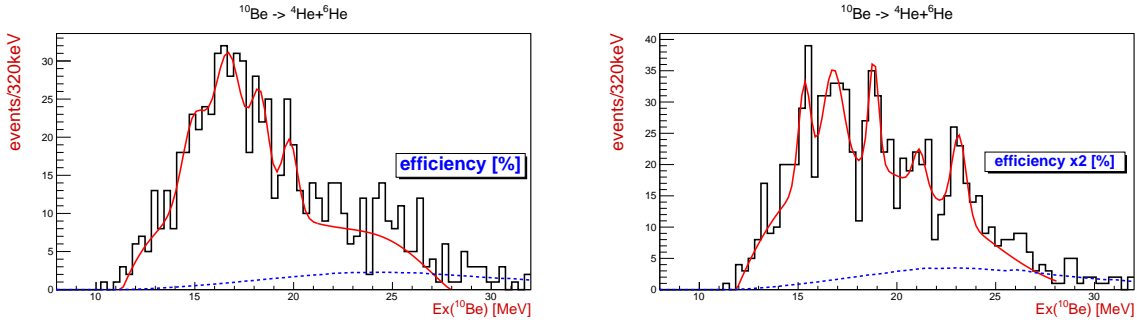 ¹⁰Be -> ⁴He+⁶He
events/320keV
30
25
20
15
10
5
0
efficiency [%]
10 15 20 25 30
Ex(¹⁰Be) [MeV]
¹⁰Be -> ⁴He+⁶He
events/320keV
40
35
30
25
20
15
10
5
0
efficiency x2 [%]
10 15 20 25 30
Ex(¹⁰Be) [MeV]